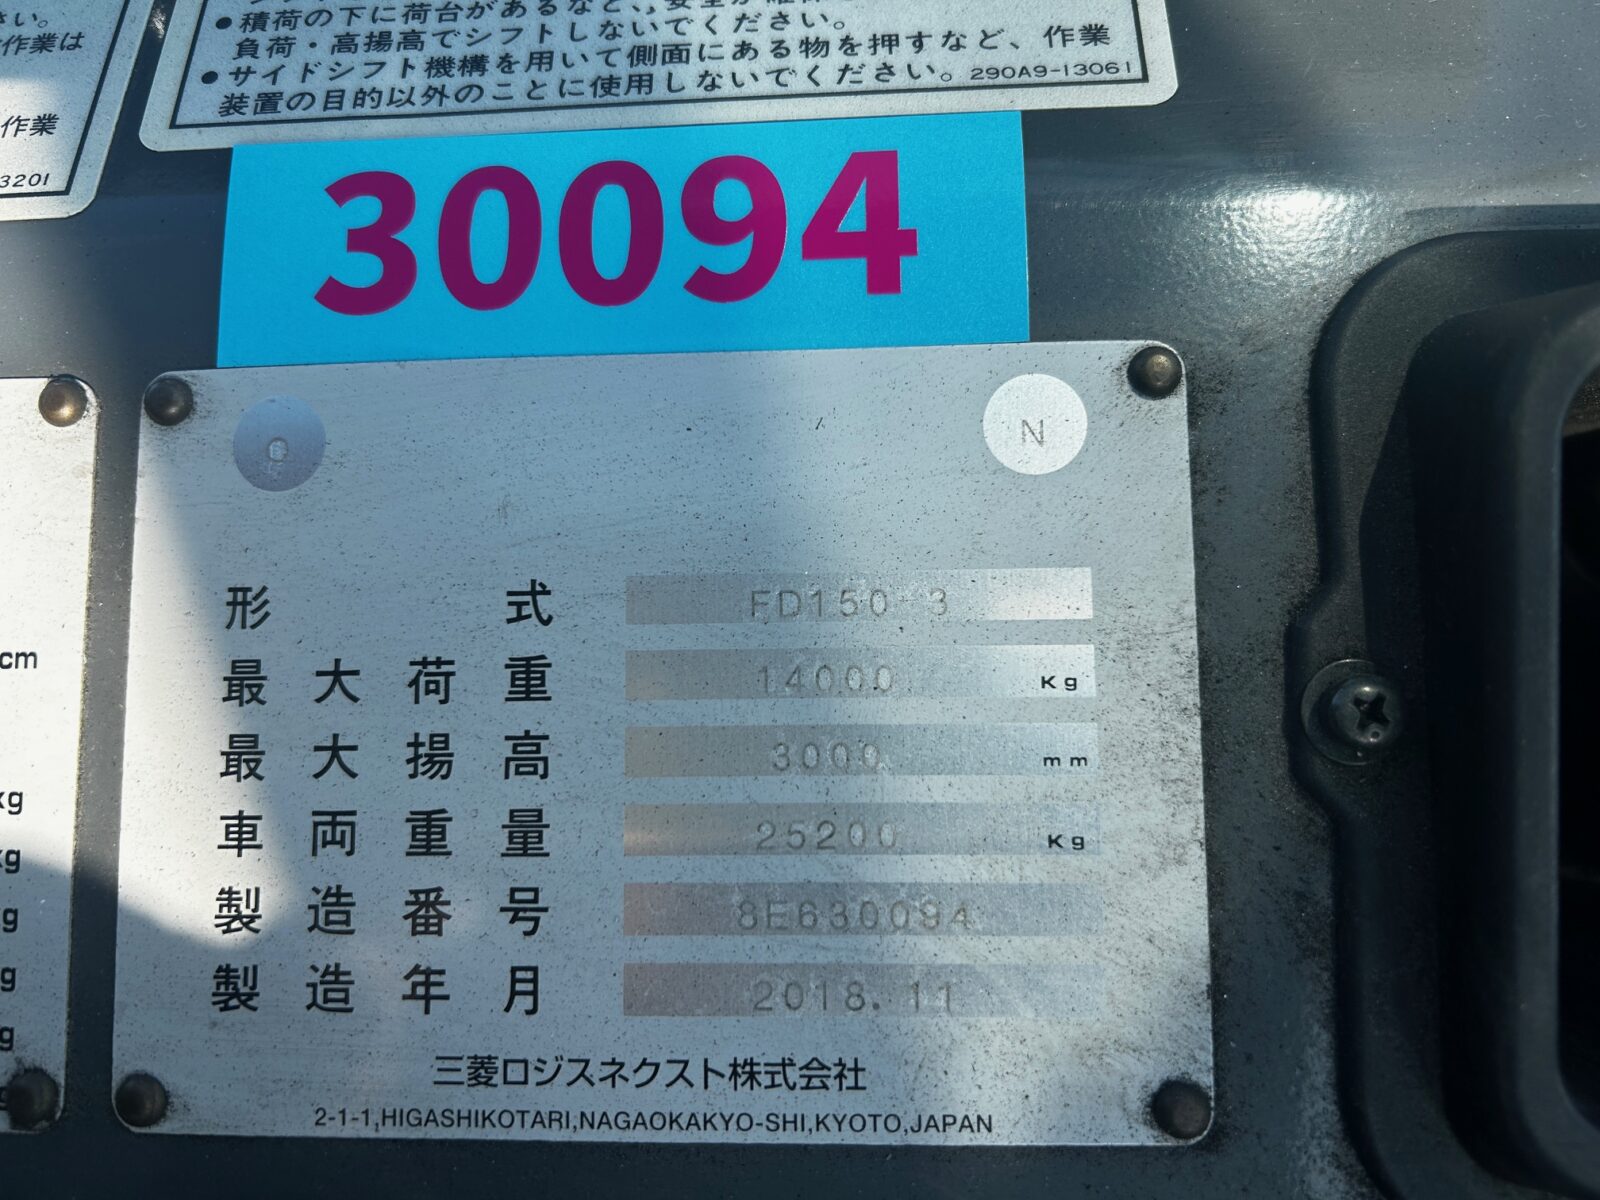 さい。
作業は
作業
3201
●積荷の下に荷台があるなど、安全が確保
負荷・高揚高でシフトしないでください。
●サイドシフト機構を用いて側面にある物を押すなど、作業
装置の目的以外のことに使用しないでください。 290A9-13061
30094
N
形式 FD150-3
最大荷重 14000 Kg
最大揚高 3000 mm
車両重量 25200 Kg
製造番号 8E630094
製造年月 2018.11
三菱ロジスネクスト株式会社
2-1-1,HIGASHIKOTARI,NAGAOKAKYO-SHI,KYOTO,JAPAN
cm
kg
kg
g
g
g